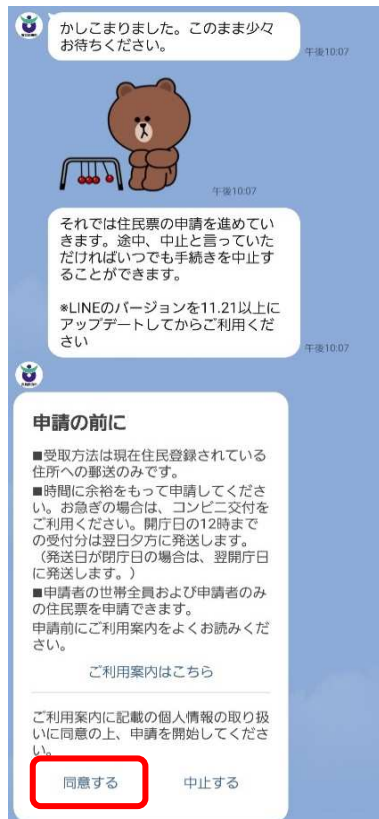 かしこまりました。このまま少々
お待ちください。
午後10:07
午後10:07
それでは住民票の申請を進めてい
きます。途中、中止と言っていた
だければいつでも手続きを中止す
ることができます。
※LINEのバージョンを11.21以上に
アップデートしてからご利用くだ
さい
午後10:07
申請の前に
■受取方法は現在住民登録されている
住所への郵送のみです。
■時間に余裕をもって申請してくださ
い。お急ぎの場合は、コンビニ交付を
ご利用ください。開庁日の12時まで
の受付分は翌日夕方に発送します。
（発送日が閉庁日の場合は、翌開庁日
に発送します。）
■申請者の世帯全員および申請者のみ
の住民票を申請できます。
申請前にご利用案内をよくお読みくだ
さい。
ご利用案内はこちら
ご利用案内に記載の個人情報の取り扱
いに同意の上、申請を開始してくださ
い。
同意する
中止する